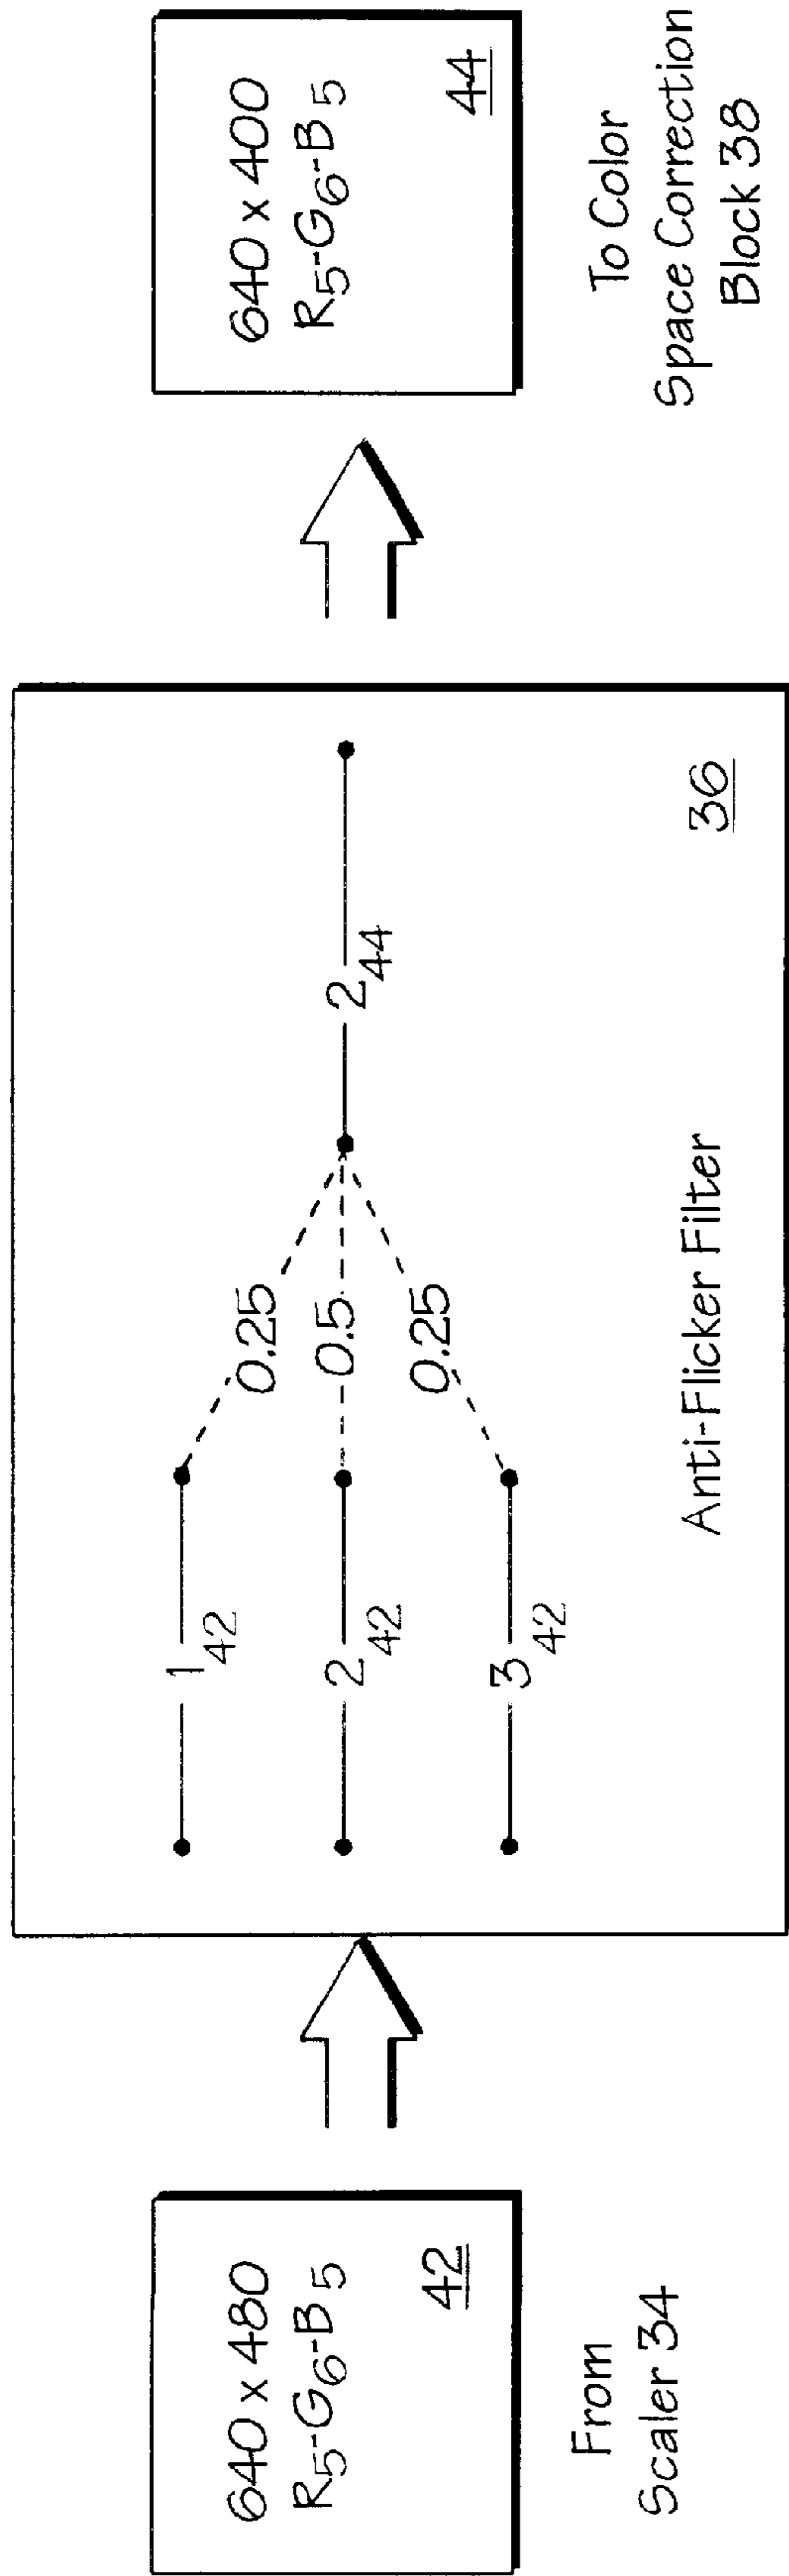 640 x 480
R5-G6-B5
42
From
Scaler 34
1 42
2 42
3 42
0.25
0.5
0.25
2 44
Anti-Flicker Filter
36
640 x 400
R5-G6-B5
44
To Color
Space Correction
Block 38